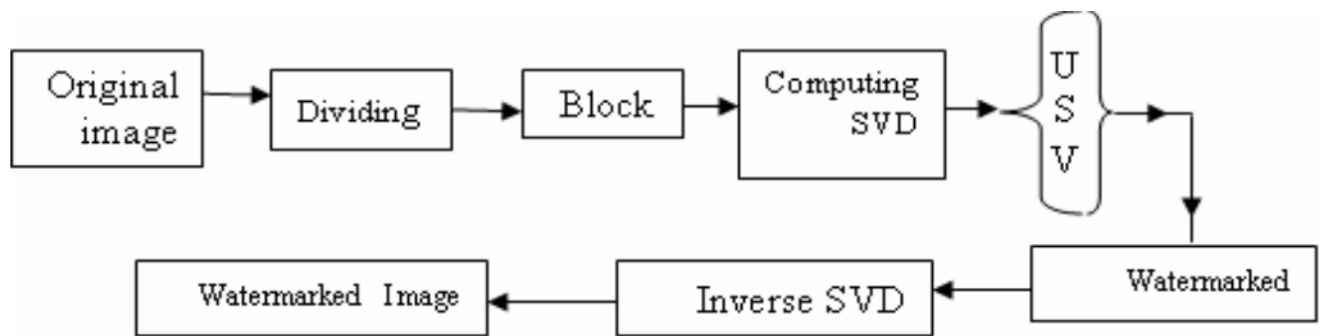 Original
image
Dividing
Block
Computing
SVD
U
S
V
Watermarked
Inverse SVD
Watermarked Image